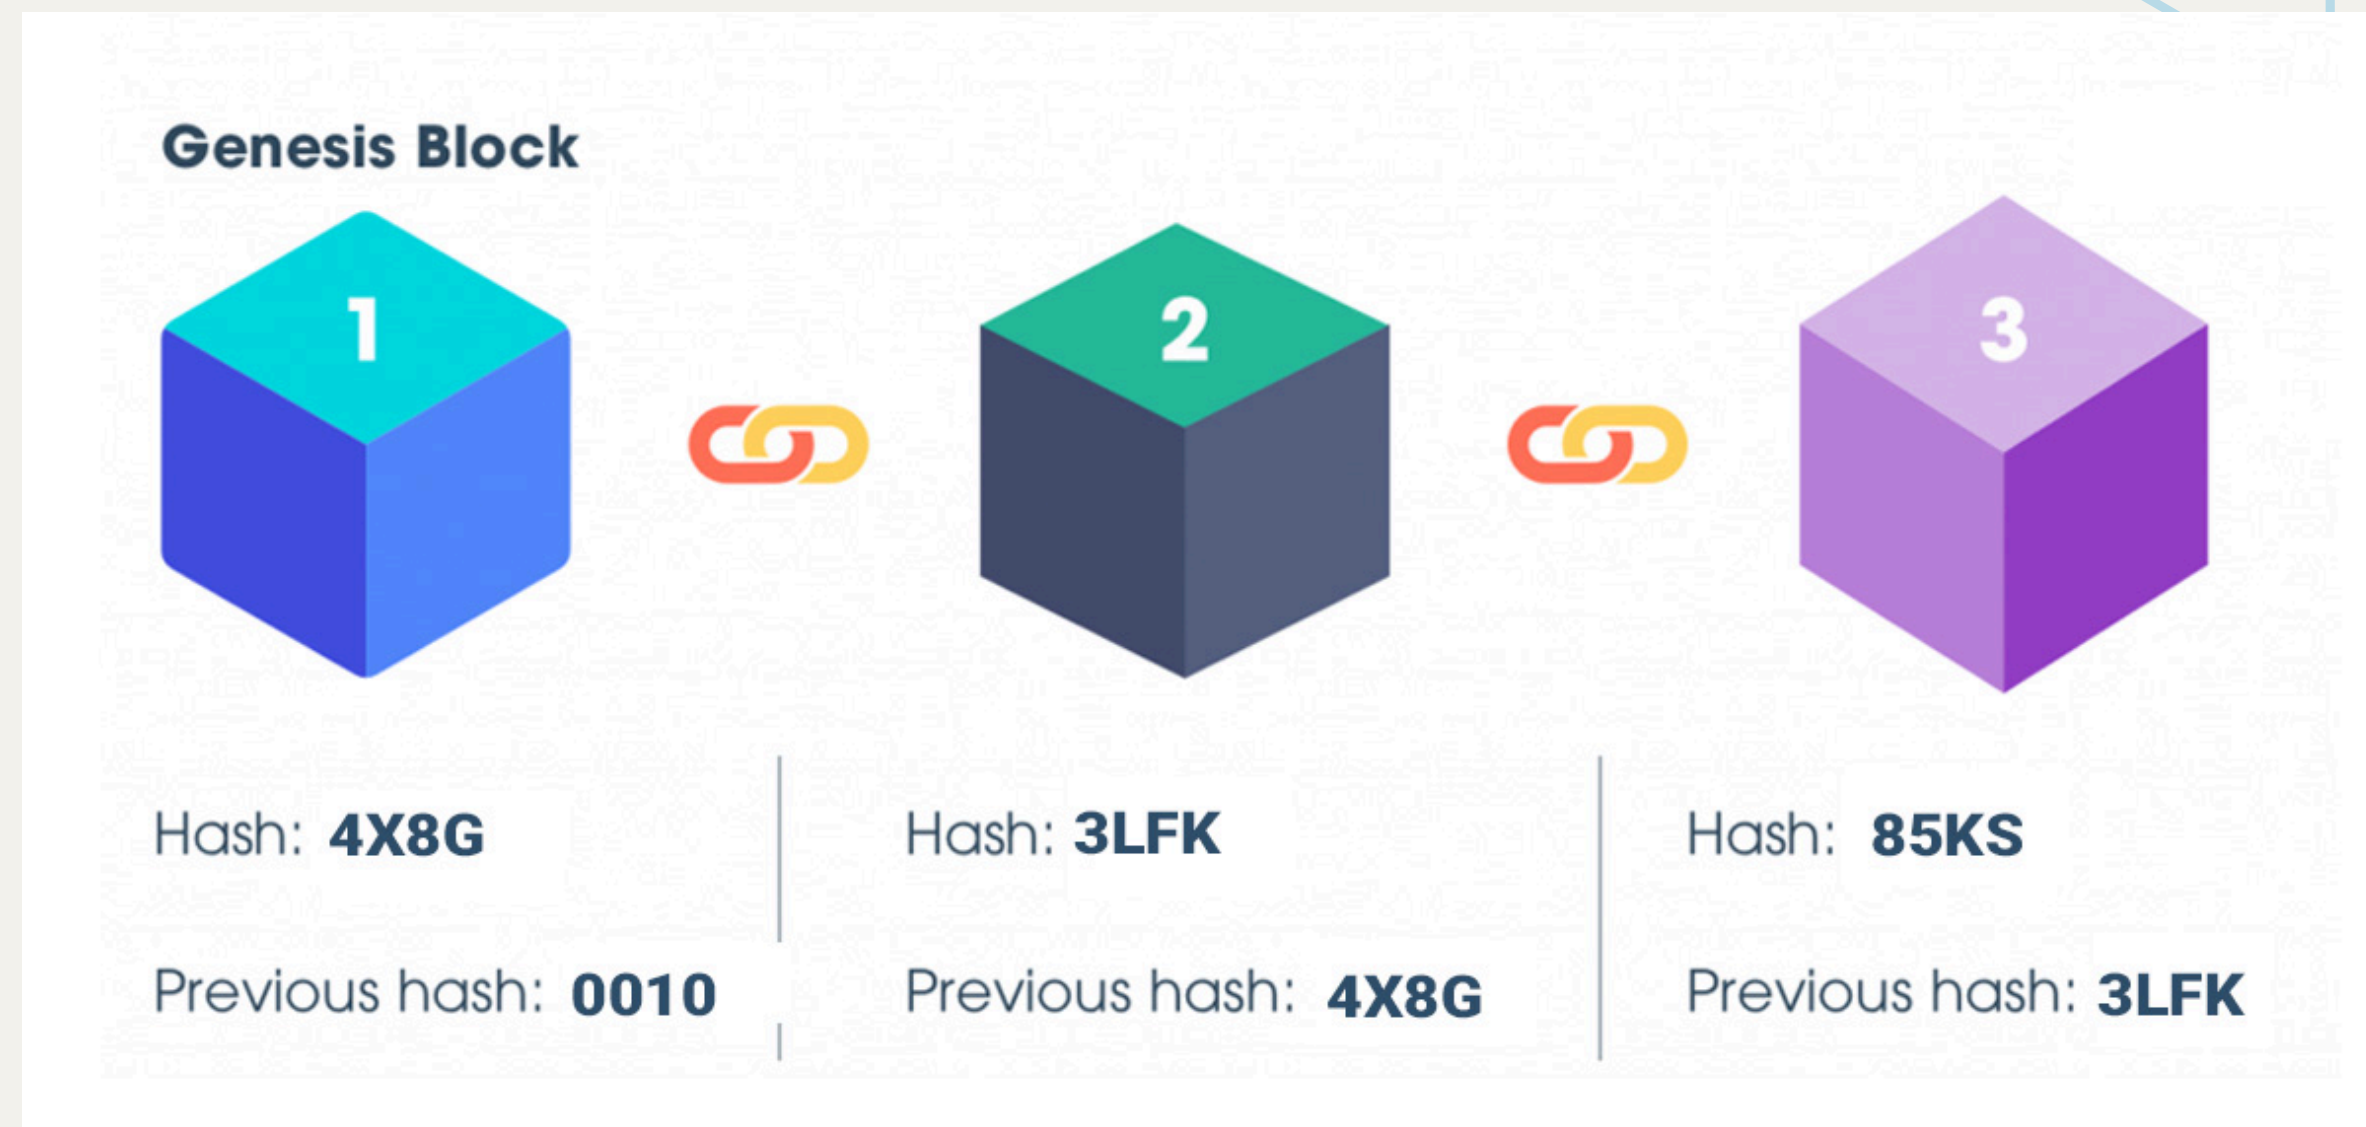 Genesis Block
1
2
3
Hash: 4X8G
Previous hash: 0010
Hash: 3LFK
Previous hash: 4X8G
Hash: 85KS
Previous hash: 3LFK